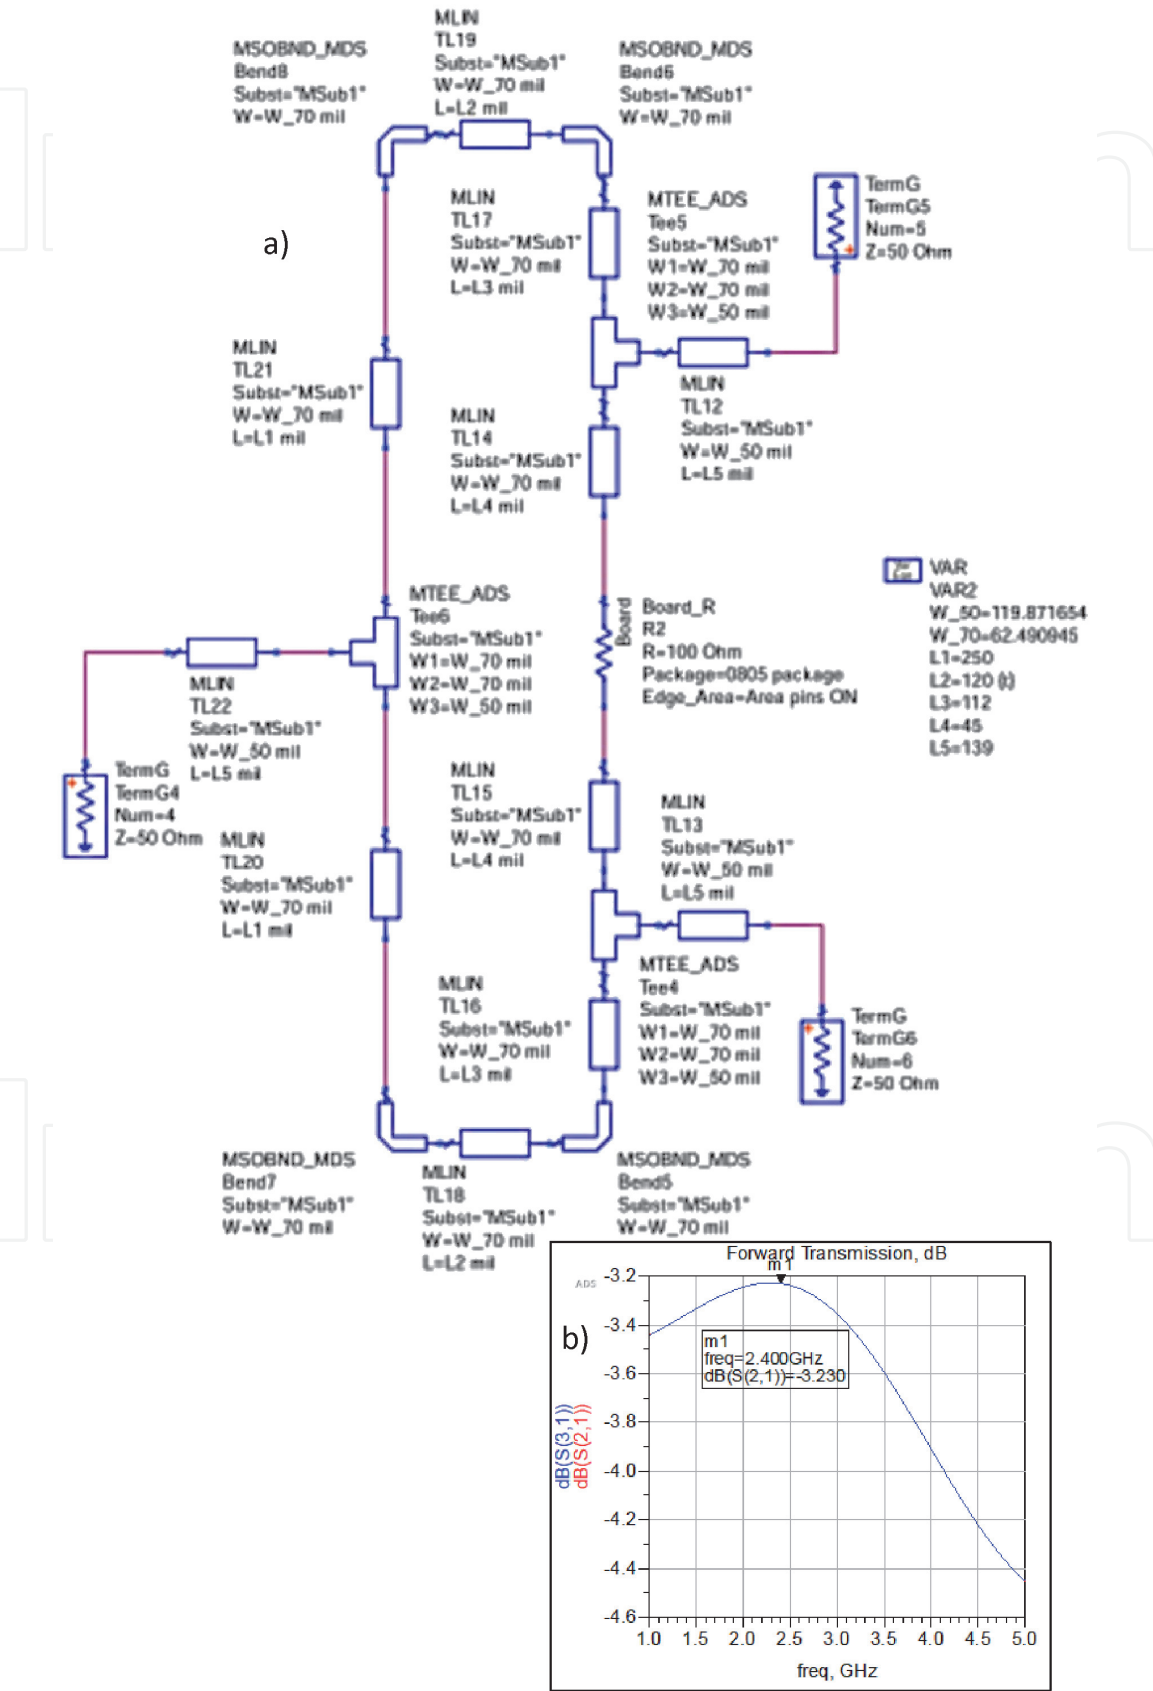 MLIN
TL19
Subst="MSub1"
W=W_70 mil
L=L2 mil
MSOBND_MDS
Bend8
Subst="MSub1"
W=W_70 mil
MSOBND_MDS
Bend6
Subst="MSub1"
W=W_70 mil
a)
MLIN
TL17
Subst="MSub1"
W=W_70 mil
L=L3 mil
MTEE_ADS
Tee5
Subst="MSub1"
W1=W_70 mil
W2=W_70 mil
W3=W_50 mil
TermG
TermG5
Num=5
Z=50 Ohm
MLIN
TL21
Subst="MSub1"
W=W_70 mil
L=L1 mil
MLIN
TL14
Subst="MSub1"
W=W_70 mil
L=L4 mil
MLIN
TL12
Subst="MSub1"
W=W_50 mil
L=L5 mil
MTEE_ADS
Tee6
Subst="MSub1"
W1=W_70 mil
W2=W_70 mil
W3=W_50 mil
Board
Board_R
R2
R=100 Ohm
Package=0805 package
Edge_Area=Area pins ON
VAR
VAR2
W_50=119.871654
W_70=62.490945
L1=250
L2=120 {t}
L3=112
L4=45
L5=139
MLIN
TL22
Subst="MSub1"
W=W_50 mil
L=L5 mil
TermG
TermG4
Num=4
Z=50 Ohm
MLIN
TL20
Subst="MSub1"
W=W_70 mil
L=L1 mil
MLIN
TL15
Subst="MSub1"
W=W_70 mil
L=L4 mil
MLIN
TL13
Subst="MSub1"
W=W_50 mil
L=L5 mil
MLIN
TL16
Subst="MSub1"
W=W_70 mil
L=L3 mil
MTEE_ADS
Tee4
Subst="MSub1"
W1=W_70 mil
W2=W_70 mil
W3=W_50 mil
TermG
TermG6
Num=6
Z=50 Ohm
MSOBND_MDS
Bend7
Subst="MSub1"
W=W_70 mil
MLIN
TL18
Subst="MSub1"
W=W_70 mil
L=L2 mil
MSOBND_MDS
Bend5
Subst="MSub1"
W=W_70 mil
b)
Forward Transmission, dB
m1
ADS
m1
freq=2.400GHz
dB(S(2,1))=-3.230
dB(S(3,1))
dB(S(2,1))
-3.2
-3.4
-3.6
-3.8
-4.0
-4.2
-4.4
-4.6
1.0 1.5 2.0 2.5 3.0 3.5 4.0 4.5 5.0
freq, GHz